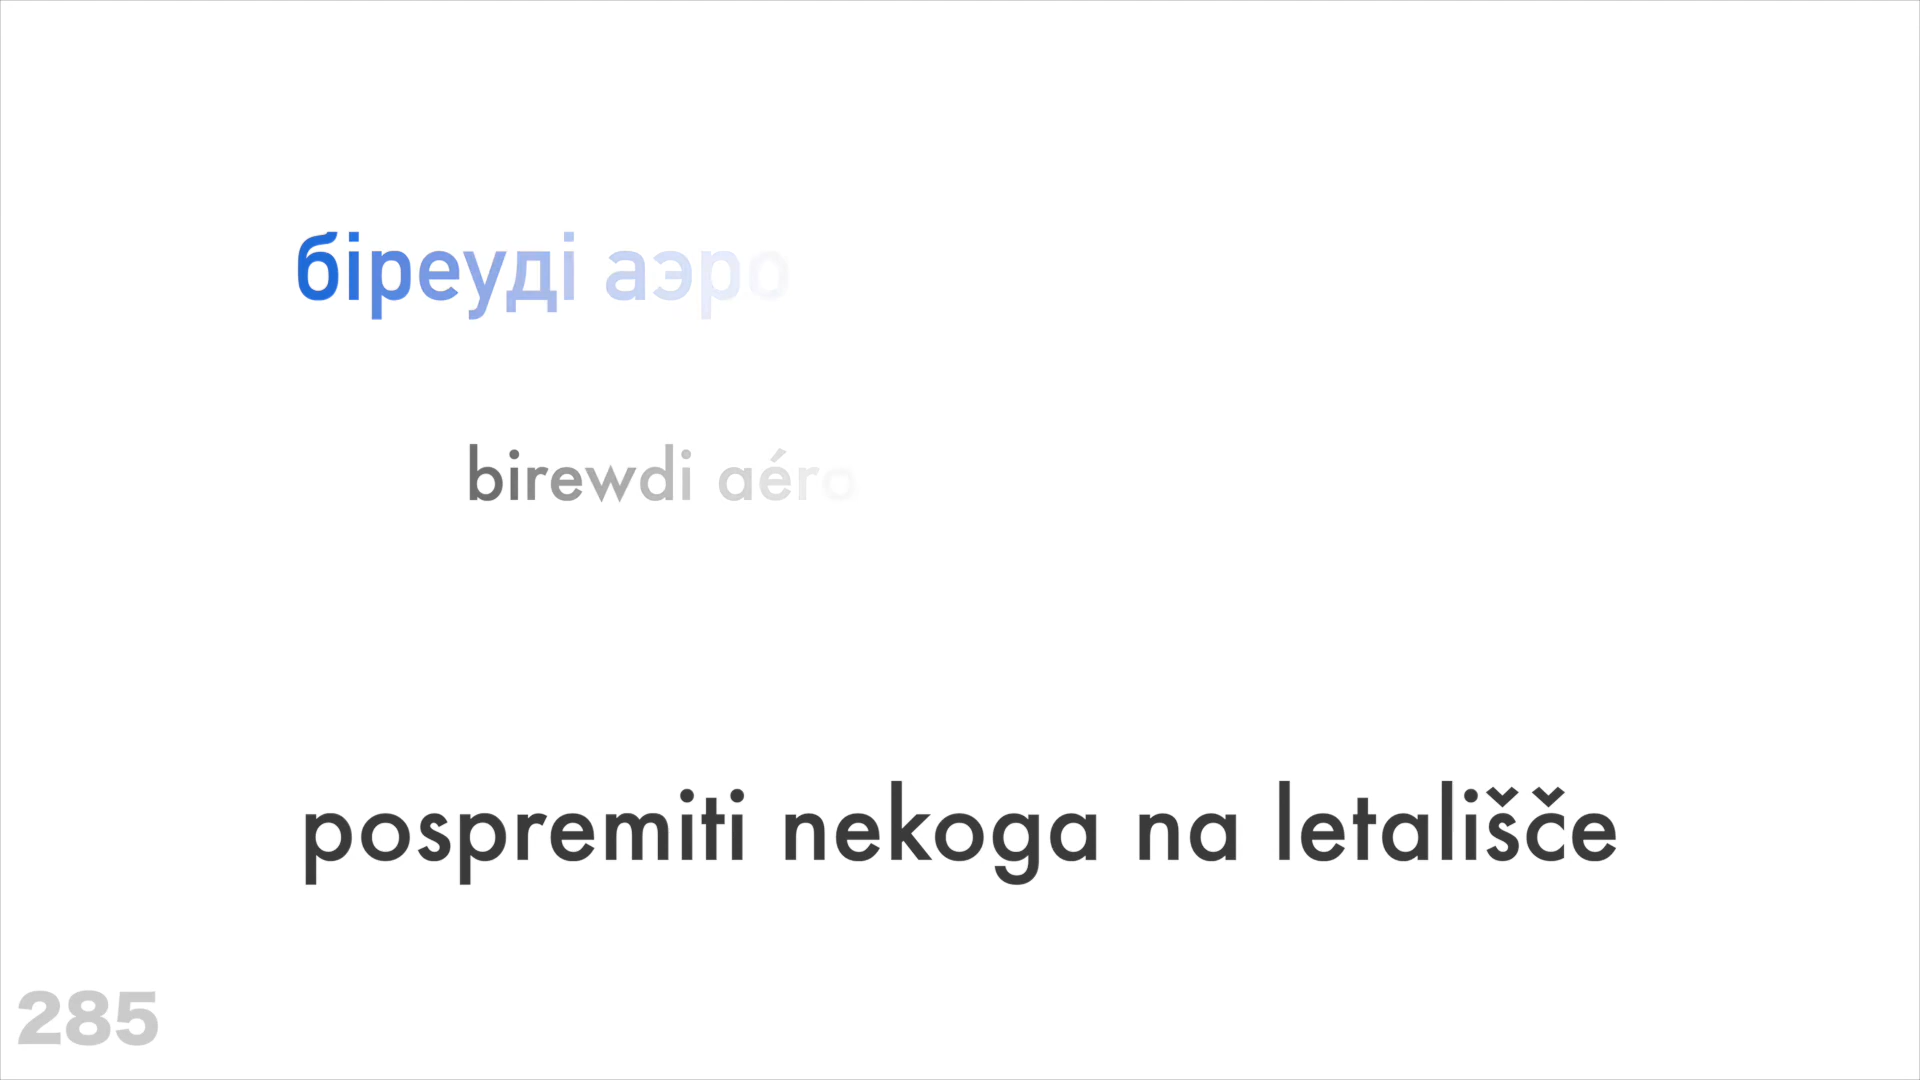 біреуді аэро
birewdi aéro
pospremiti nekoga na letališče
285